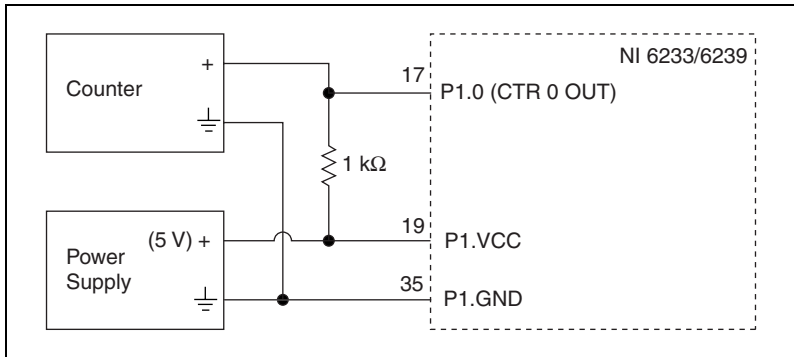 NI 6233/6239
+
Counter
17
P1.0 (CTR 0 OUT)
1 kΩ
(5 V) +
19
P1.VCC
Power
Supply
35
P1.GND